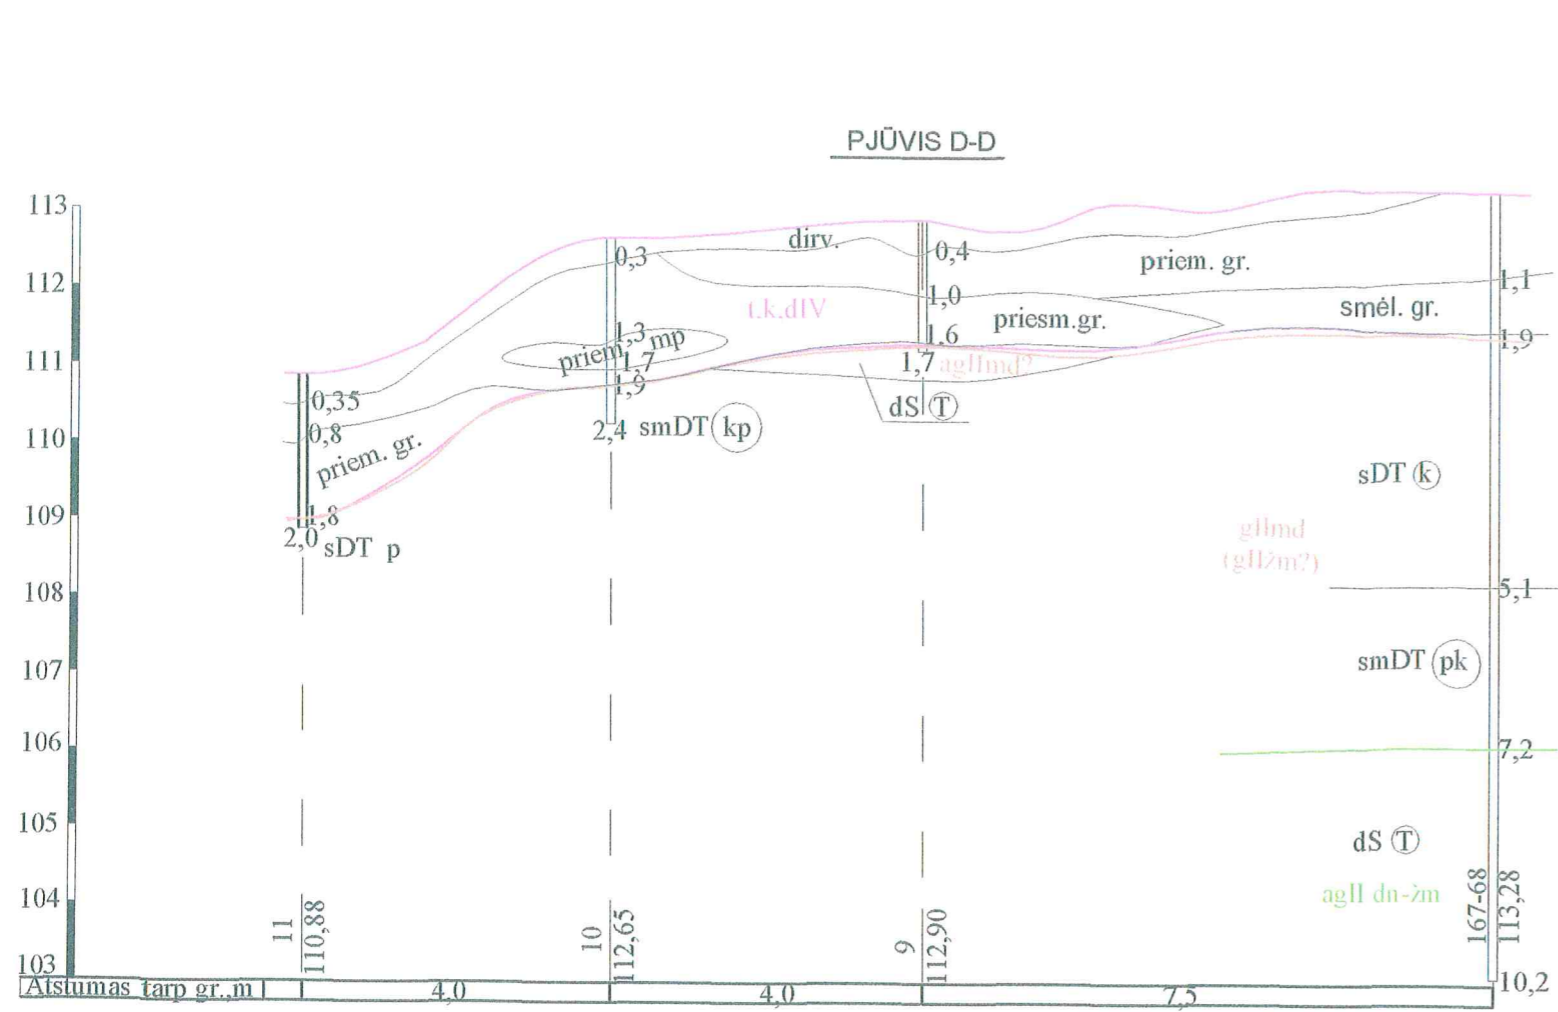 PJŪVIS D-D
113
112
111
110
109
108
107
106
105
104
103
dirv.
0,3
0,4
priem. gr.
1,1
t.k.dIV
1,0
priesm.gr.
smėl. gr.
1,3
priem. mp
1,7
1,9
1.6
1,7
agIImd?
1,9
0,35
0,8
priem. gr.
dS T
2,4 smDT kp
1,8
2,0 sDT p
sDT k
gIImd
(gIIžm?)
5,1
smDT pk
7,2
dS T
agII dn-žm
11
110,88
10
112,65
9
112,90
167-68
113,28
10,2
Atstumas tarp gr.,m
4,0
4,0
7,5